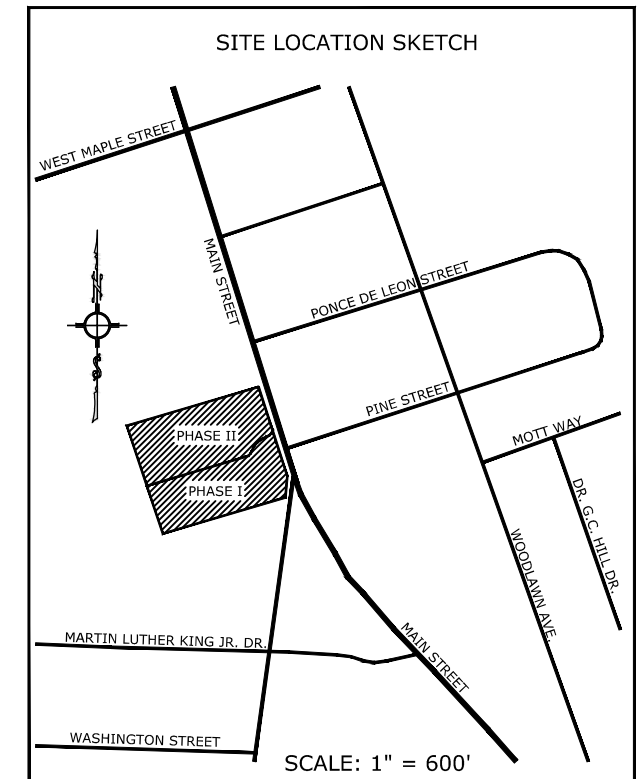 SITE LOCATION SKETCH
WEST MAPLE STREET
MAIN STREET
PONCE DE LEON STREET
N
S
PINE STREET
PHASE II
MOTT WAY
PHASE I
DR. G.C. HILL DR.
WOODLAWN AVE.
MARTIN LUTHER KING JR. DR.
MAIN STREET
WASHINGTON STREET
SCALE: 1" = 600'